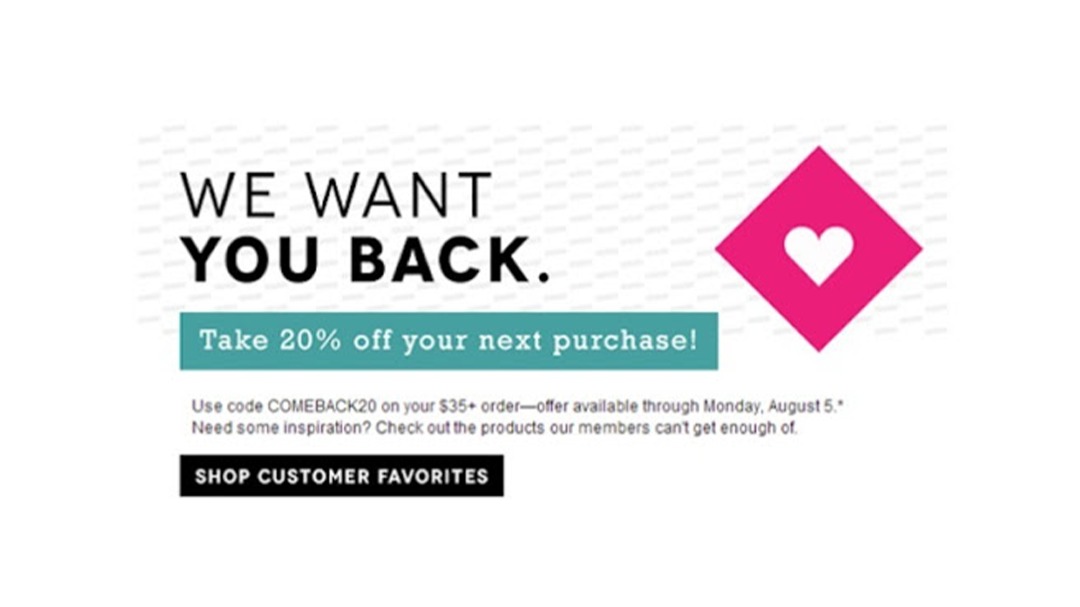 WE WANT
YOU BACK.
Take 20% off your next purchase!
Use code COMEBACK20 on your $35+ order—offer available through Monday, August 5.*
Need some inspiration? Check out the products our members can't get enough of.
SHOP CUSTOMER FAVORITES